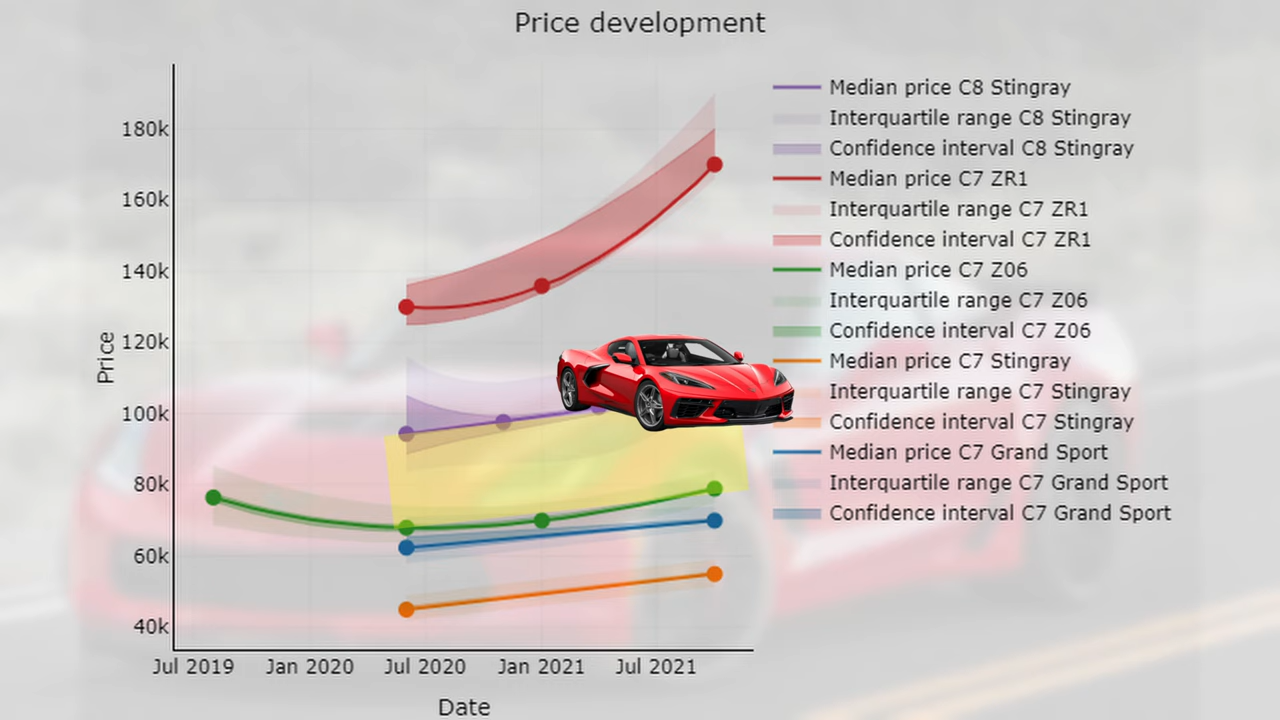 Price development
180k
160k
140k
120k
100k
80k
60k
40k
Price
Jul 2019
Jan 2020
Jul 2020
Jan 2021
Jul 2021
Date
Median price C8 Stingray
Interquartile range C8 Stingray
Confidence interval C8 Stingray
Median price C7 ZR1
Interquartile range C7 ZR1
Confidence interval C7 ZR1
Median price C7 Z06
Interquartile range C7 Z06
Confidence interval C7 Z06
Median price C7 Stingray
Interquartile range C7 Stingray
Confidence interval C7 Stingray
Median price C7 Grand Sport
Interquartile range C7 Grand Sport
Confidence interval C7 Grand Sport